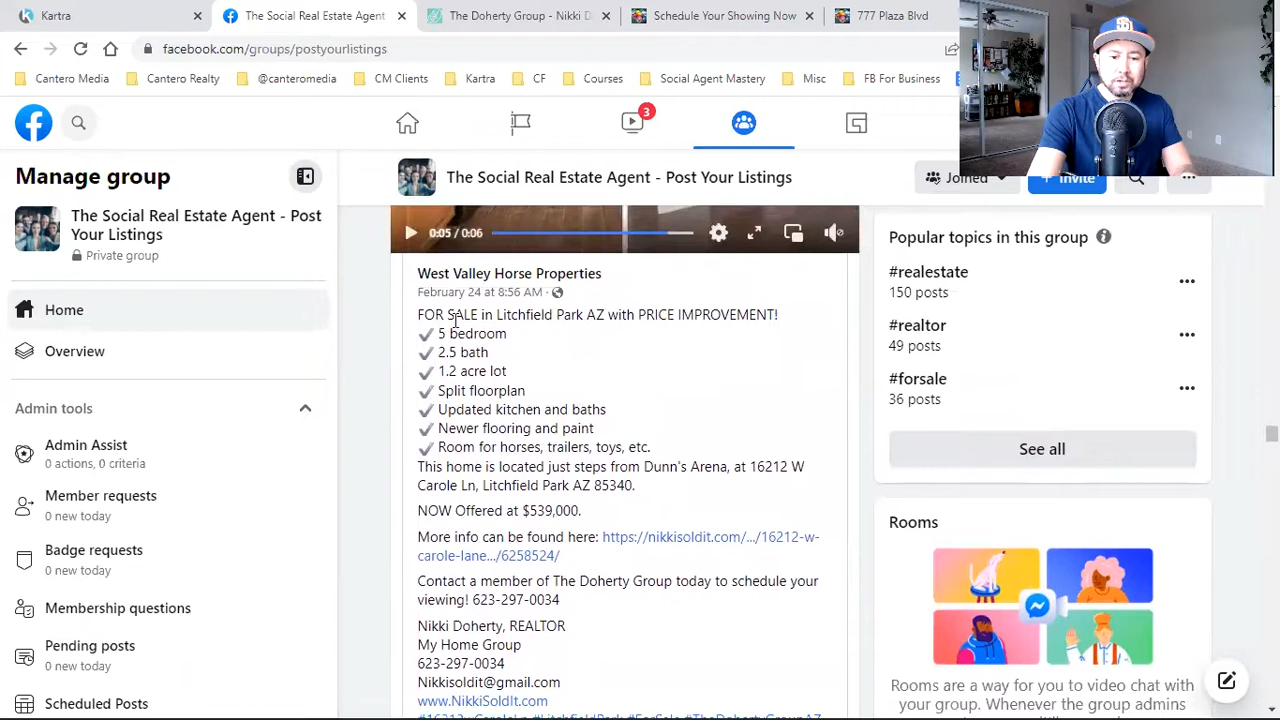 Kartra
The Social Real Estate Agent
The Doherty Group - Nikki D
Schedule Your Showing Now
777 Plaza Blvd
facebook.com/groups/postyourlistings
Cantero Media
Cantero Realty
@canteromedia
CM Clients
Kartra
CF
Courses
Social Agent Mastery
Misc
FB For Business
3
Manage group
The Social Real Estate Agent - Post
Your Listings
Private group
Home
Overview
Admin tools
Admin Assist
0 actions, 0 criteria
Member requests
0 new today
Badge requests
0 new today
Membership questions
Pending posts
0 new today
Scheduled Posts
The Social Real Estate Agent - Post Your Listings
Joined
Invite
0:05 / 0:06
West Valley Horse Properties
February 24 at 8:56 AM
FOR SALE in Litchfield Park AZ with PRICE IMPROVEMENT!
5 bedroom
2.5 bath
1.2 acre lot
Split floorplan
Updated kitchen and baths
Newer flooring and paint
Room for horses, trailers, toys, etc.
This home is located just steps from Dunn's Arena, at 16212 W
Carole Ln, Litchfield Park AZ 85340.
NOW Offered at $539,000.
More info can be found here: https://nikkisoldit.com/.../16212-w-
carole-lane.../6258524/
Contact a member of The Doherty Group today to schedule your
viewing! 623-297-0034
Nikki Doherty, REALTOR
My Home Group
623-297-0034
Nikkisoldit@gmail.com
www.NikkiSoldIt.com
#16212wCaroleLn #LitchfieldPark #ForSale #TheDohertyGroupAZ
Popular topics in this group
#realestate
150 posts
#realtor
49 posts
#forsale
36 posts
See all
Rooms
Rooms are a way for you to video chat with
your groups. Whenever the group admins